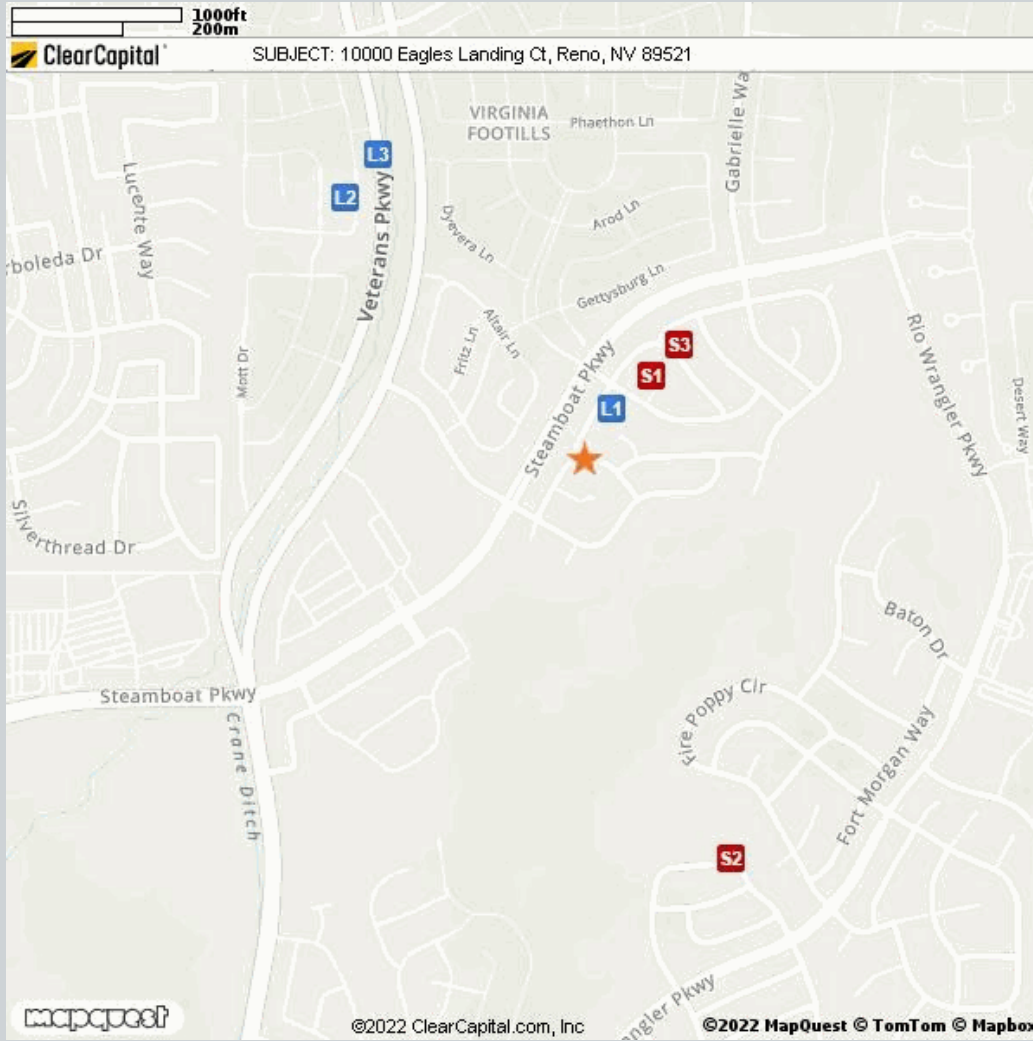 1000ft
200m
ClearCapital
SUBJECT: 10000 Eagles Landing Ct, Reno, NV 89521
VIRGINIA
FOOTILLS
Phaethon Ln
Gabrielle Wa
L3
L2
Lucente Way
Veterans Pkwy
Dyevera Ln
Arod Ln
rboleda Dr
Gettysburg Ln
Altair Ln
Fritz Ln
Mott Dr
Steamboat Pkwy
S3
S1
L1
Rio Wrangler Pkwy
Desert Way
Silverthread Dr
Baton Dr
Steamboat Pkwy
Crane Ditch
Fire Poppy Cir
Fort Morgan Way
S2
angler Pkwy
mapquest
©2022 ClearCapital.com, Inc
©2022 MapQuest © TomTom © Mapbox